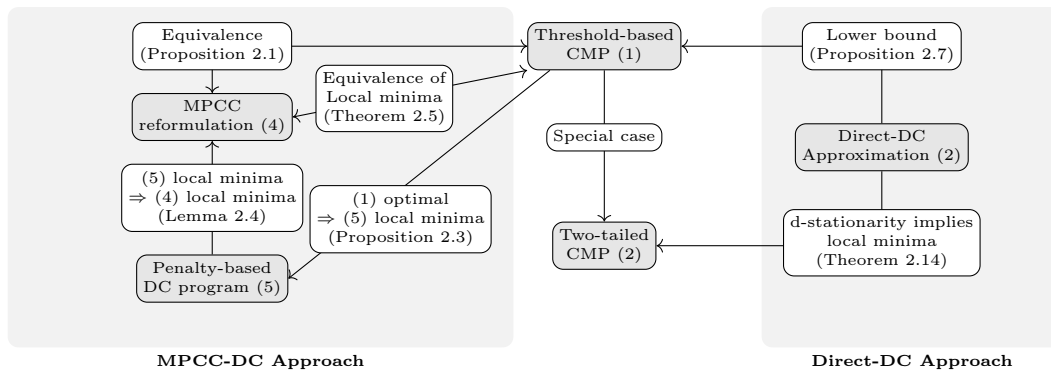 Equivalence
(Proposition 2.1)
Threshold-based
CMP (1)
Lower bound
(Proposition 2.7)
Equivalence of
Local minima
(Theorem 2.5)
MPCC
reformulation (4)
Special case
Direct-DC
Approximation (2)
(5) local minima
⇒ (4) local minima
(Lemma 2.4)
(1) optimal
⇒ (5) local minima
(Proposition 2.3)
Two-tailed
CMP (2)
d-stationarity implies
local minima
(Theorem 2.14)
Penalty-based
DC program (5)
MPCC-DC Approach
Direct-DC Approach